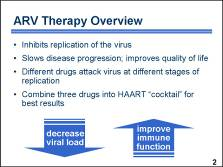 ARV Therapy Overview
• Inhibits replication of the virus
• Slows disease progression; improves quality of life
• Different drugs attack virus at different stages of
replication
• Combine three drugs into HAART “cocktail” for
best results
decrease
viral load
improve
immune
function
2